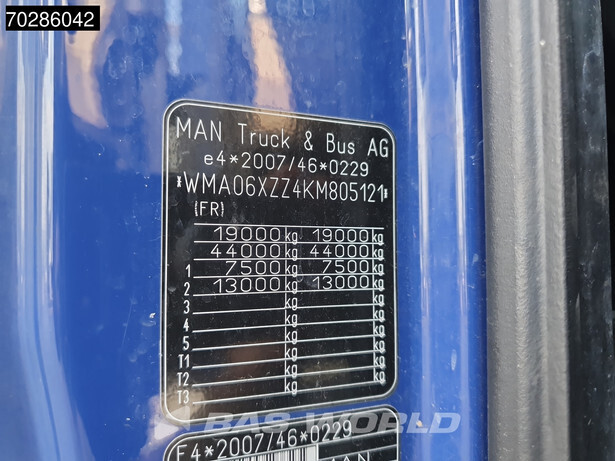 70286042
MAN Truck & Bus AG
e4*2007/46*0229
*WMA06XZZ4KM805121*
(FR)
19000 kg 19000 kg
44000 kg 44000 kg
1 7500 kg 7500 kg
2 13000 kg 13000 kg
3 kg kg
4 kg kg
5 kg kg
T1 kg kg
T2 kg kg
T3 kg kg
BAS WORLD
E4*2007/46*0229
MAN